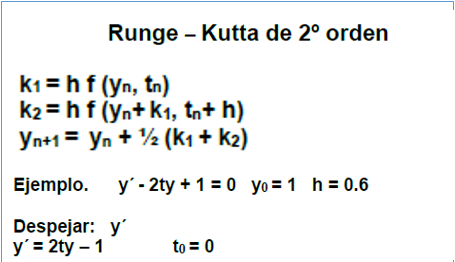 Runge – Kutta de 2º orden
k1 = h f (yn, tn)
k2 = h f (yn+ k1, tn+ h)
yn+1 = yn + ½ (k1 + k2)
Ejemplo. y´ - 2ty + 1 = 0 y0 = 1 h = 0.6
Despejar: y´
y´ = 2ty – 1 t0 = 0